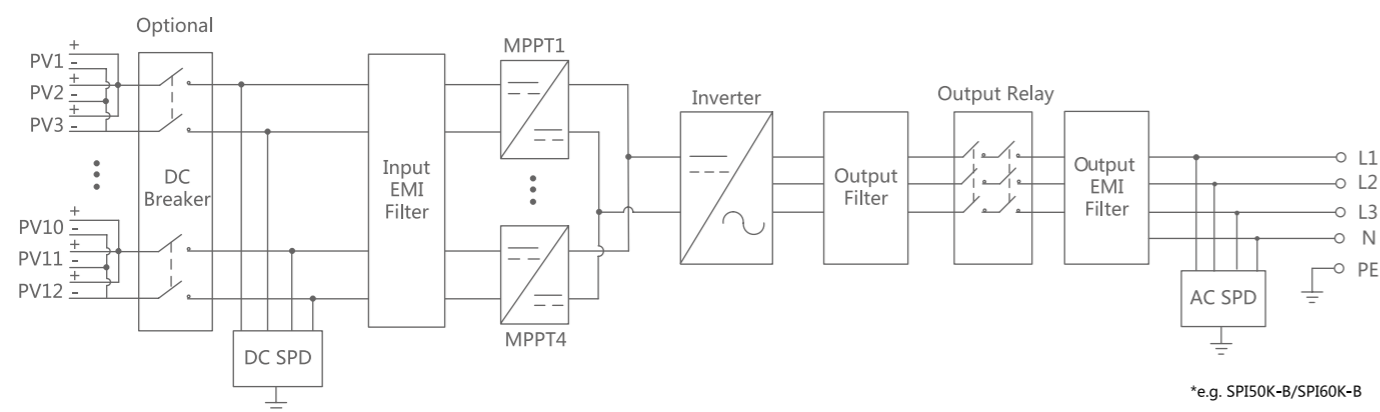 Optional
PV1
+
-
PV2
+
-
PV3
+
-
PV10
+
-
PV11
+
-
PV12
+
-
DC
Breaker
DC SPD
Input
EMI
Filter
MPPT1
MPPT4
Inverter
Output
Filter
Output Relay
Output
EMI
Filter
L1
L2
L3
N
PE
AC SPD
*e.g. SPI50K-B/SPI60K-B